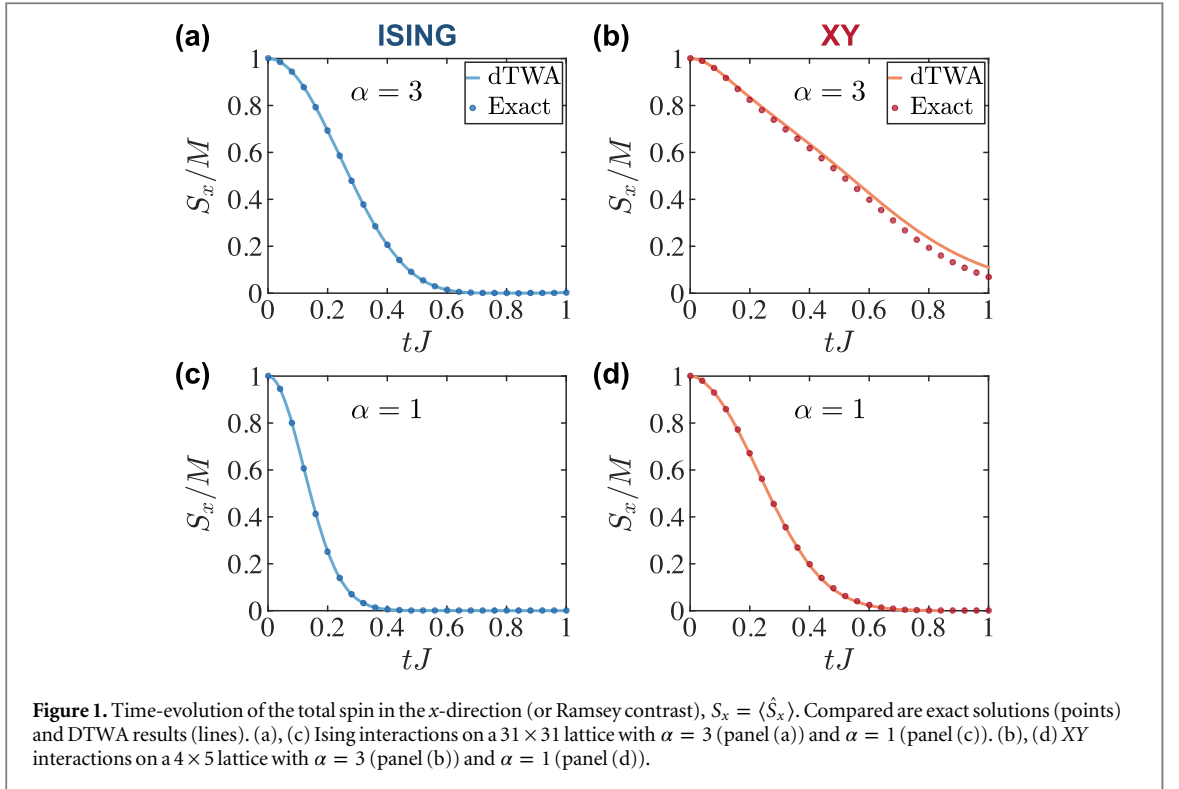 (a) ISING
(b) XY
1
0.8
0.6
0.4
0.2
0
S_x/M
α = 3
dTWA
Exact
0 0.2 0.4 0.6 0.8 1
tJ
1
0.8
0.6
0.4
0.2
0
S_x/M
α = 3
dTWA
Exact
0 0.2 0.4 0.6 0.8 1
tJ
(c)
1
0.8
0.6
0.4
0.2
0
S_x/M
α = 1
0 0.2 0.4 0.6 0.8 1
tJ
(d)
1
0.8
0.6
0.4
0.2
0
S_x/M
α = 1
0 0.2 0.4 0.6 0.8 1
tJ
Figure 1. Time-evolution of the total spin in the x-direction (or Ramsey contrast), S_x = ⟨Ŝ_x⟩. Compared are exact solutions (points)
and DTWA results (lines). (a), (c) Ising interactions on a 31 × 31 lattice with α = 3 (panel (a)) and α = 1 (panel (c)). (b), (d) XY
interactions on a 4 × 5 lattice with α = 3 (panel (b)) and α = 1 (panel (d)).